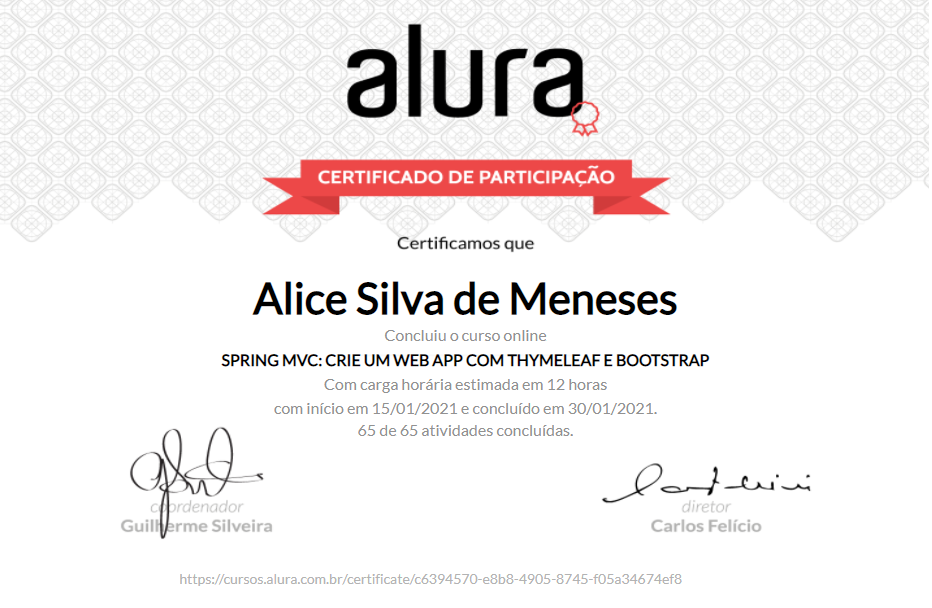 alura
CERTIFICADO DE PARTICIPAÇÃO
Certificamos que
Alice Silva de Meneses
Concluiu o curso online
SPRING MVC: CRIE UM WEB APP COM THYMELEAF E BOOTSTRAP
Com carga horária estimada em 12 horas
com início em 15/01/2021 e concluído em 30/01/2021.
65 de 65 atividades concluídas.
coordenador
Guilherme Silveira
diretor
Carlos Felício
https://cursos.alura.com.br/certificate/c6394570-e8b8-4905-8745-f05a34674ef8